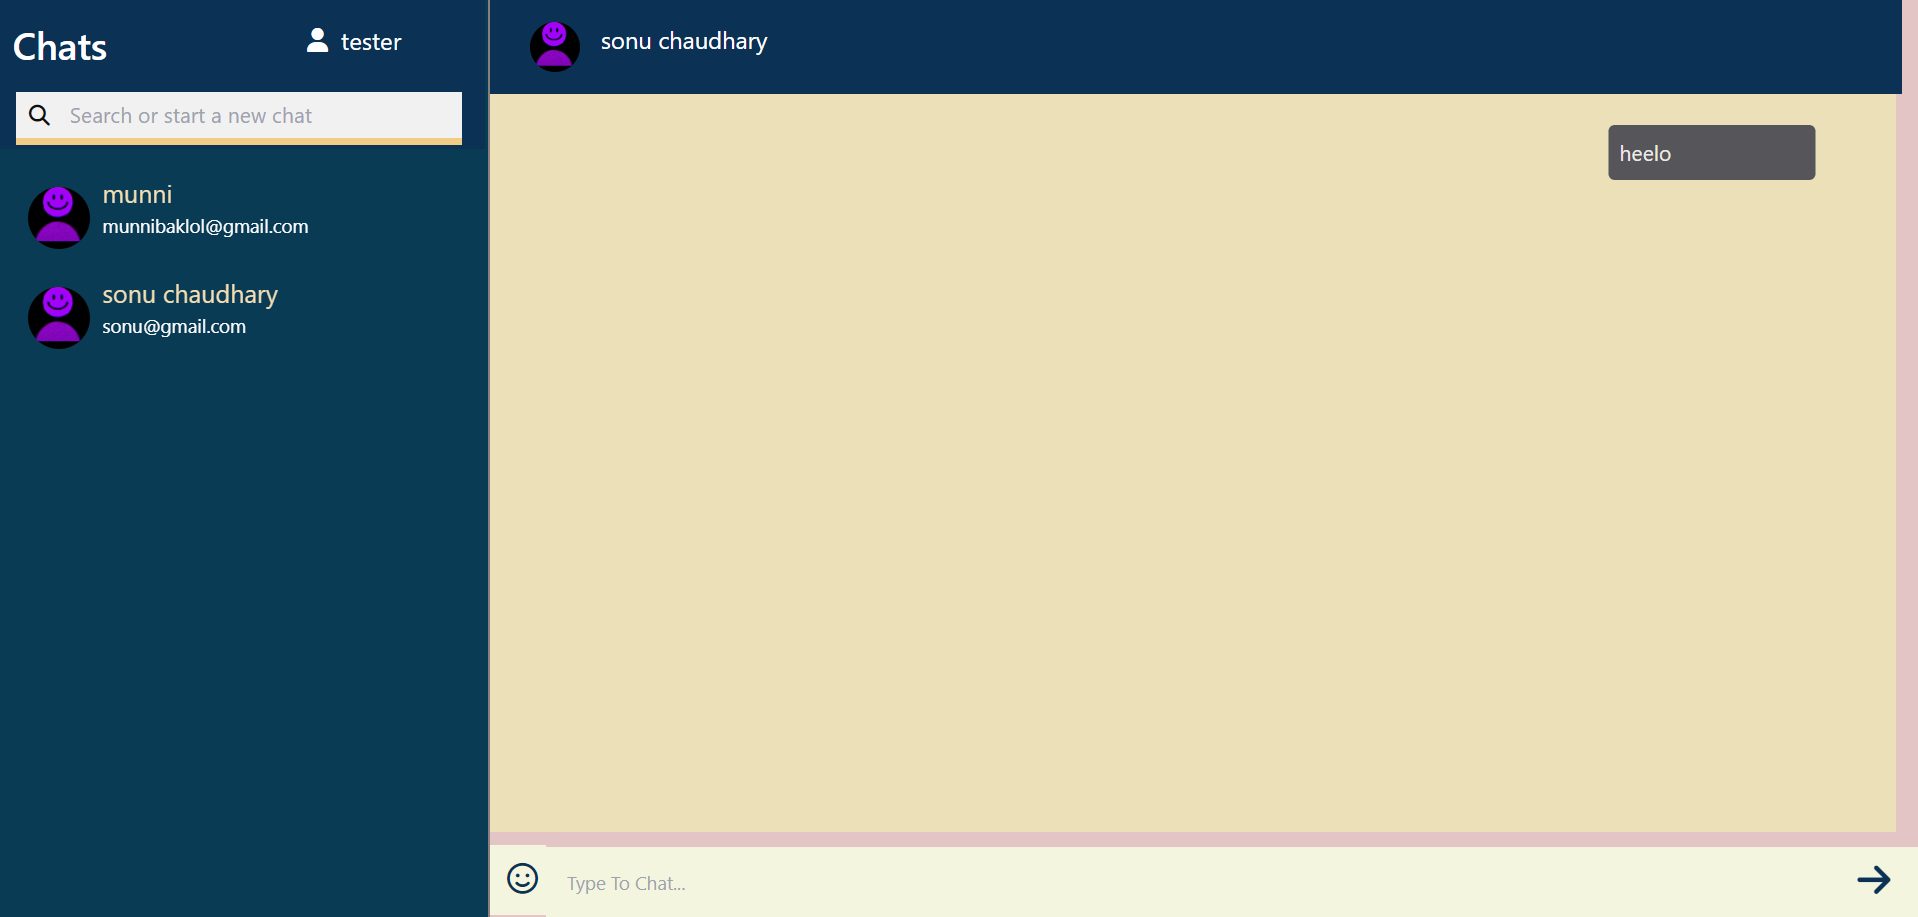 Chats
tester
Search or start a new chat
munni
munnibaklol@gmail.com
sonu chaudhary
sonu@gmail.com
sonu chaudhary
heelo
Type To Chat...